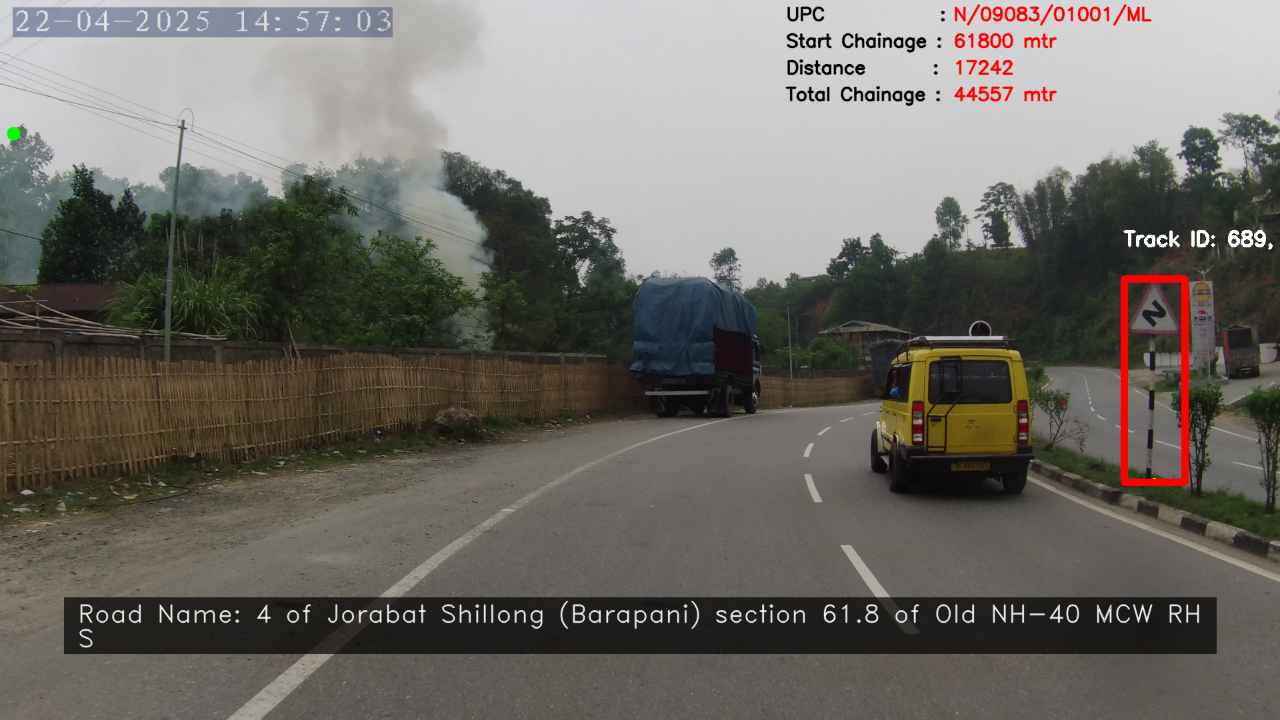 22-04-2025 14:57:03
UPC : N/09083/01001/ML
Start Chainage : 61800 mtr
Distance : 17242
Total Chainage : 44557 mtr
Track ID: 689,
Road Name: 4 of Jorabat Shillong (Barapani) section 61.8 of Old NH-40 MCW RH
S